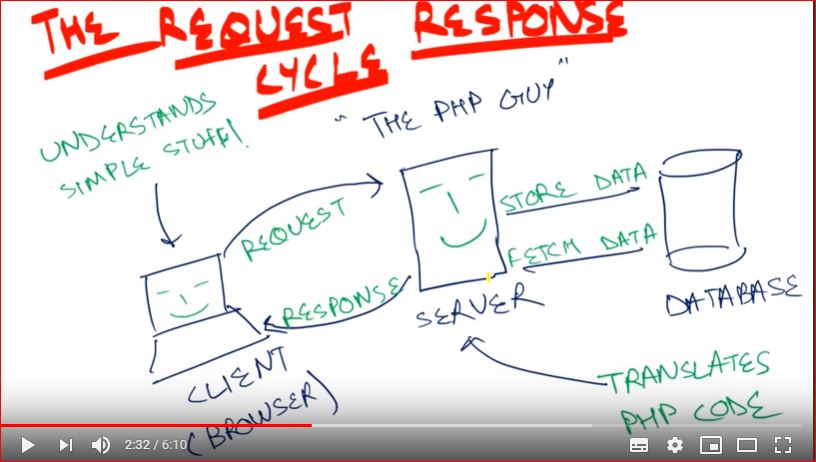 THE REQUEST RESPONSE
CYCLE
UNDERSTANDS
SIMPLE STUFF!
"THE PHP GUY"
REQUEST
RESPONSE
STORE DATA
FETCH DATA
CLIENT
(BROWSER)
SERVER
DATABASE
TRANSLATES
PHP CODE
2:32 / 6:10